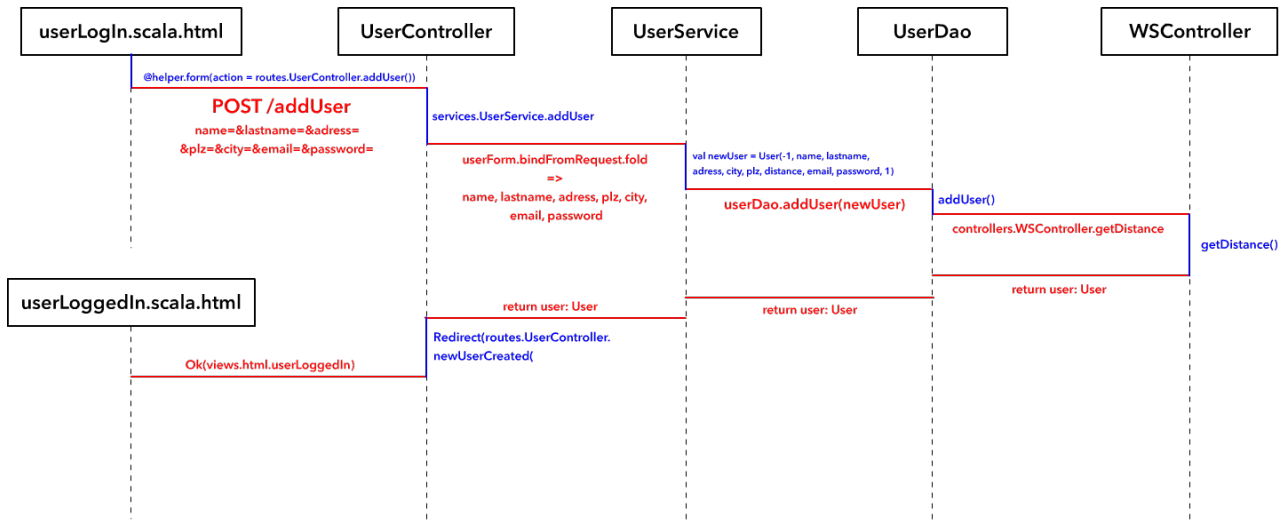 userLogIn.scala.html
UserController
UserService
UserDao
WSController
@helper.form(action = routes.UserController.addUser())
POST /addUser
name=&lastname=&adress=
&plz=&city=&email=&password=
services.UserService.addUser
userForm.bindFromRequest.fold
=>
name, lastname, adress, plz, city,
email, password
val newUser = User(-1, name, lastname,
adress, city, plz, distance, email, password, 1)
userDao.addUser(newUser)
addUser()
controllers.WSController.getDistance
getDistance()
return user: User
return user: User
return user: User
userLoggedIn.scala.html
Redirect(routes.UserController.
newUserCreated(
Ok(views.html.userLoggedIn)